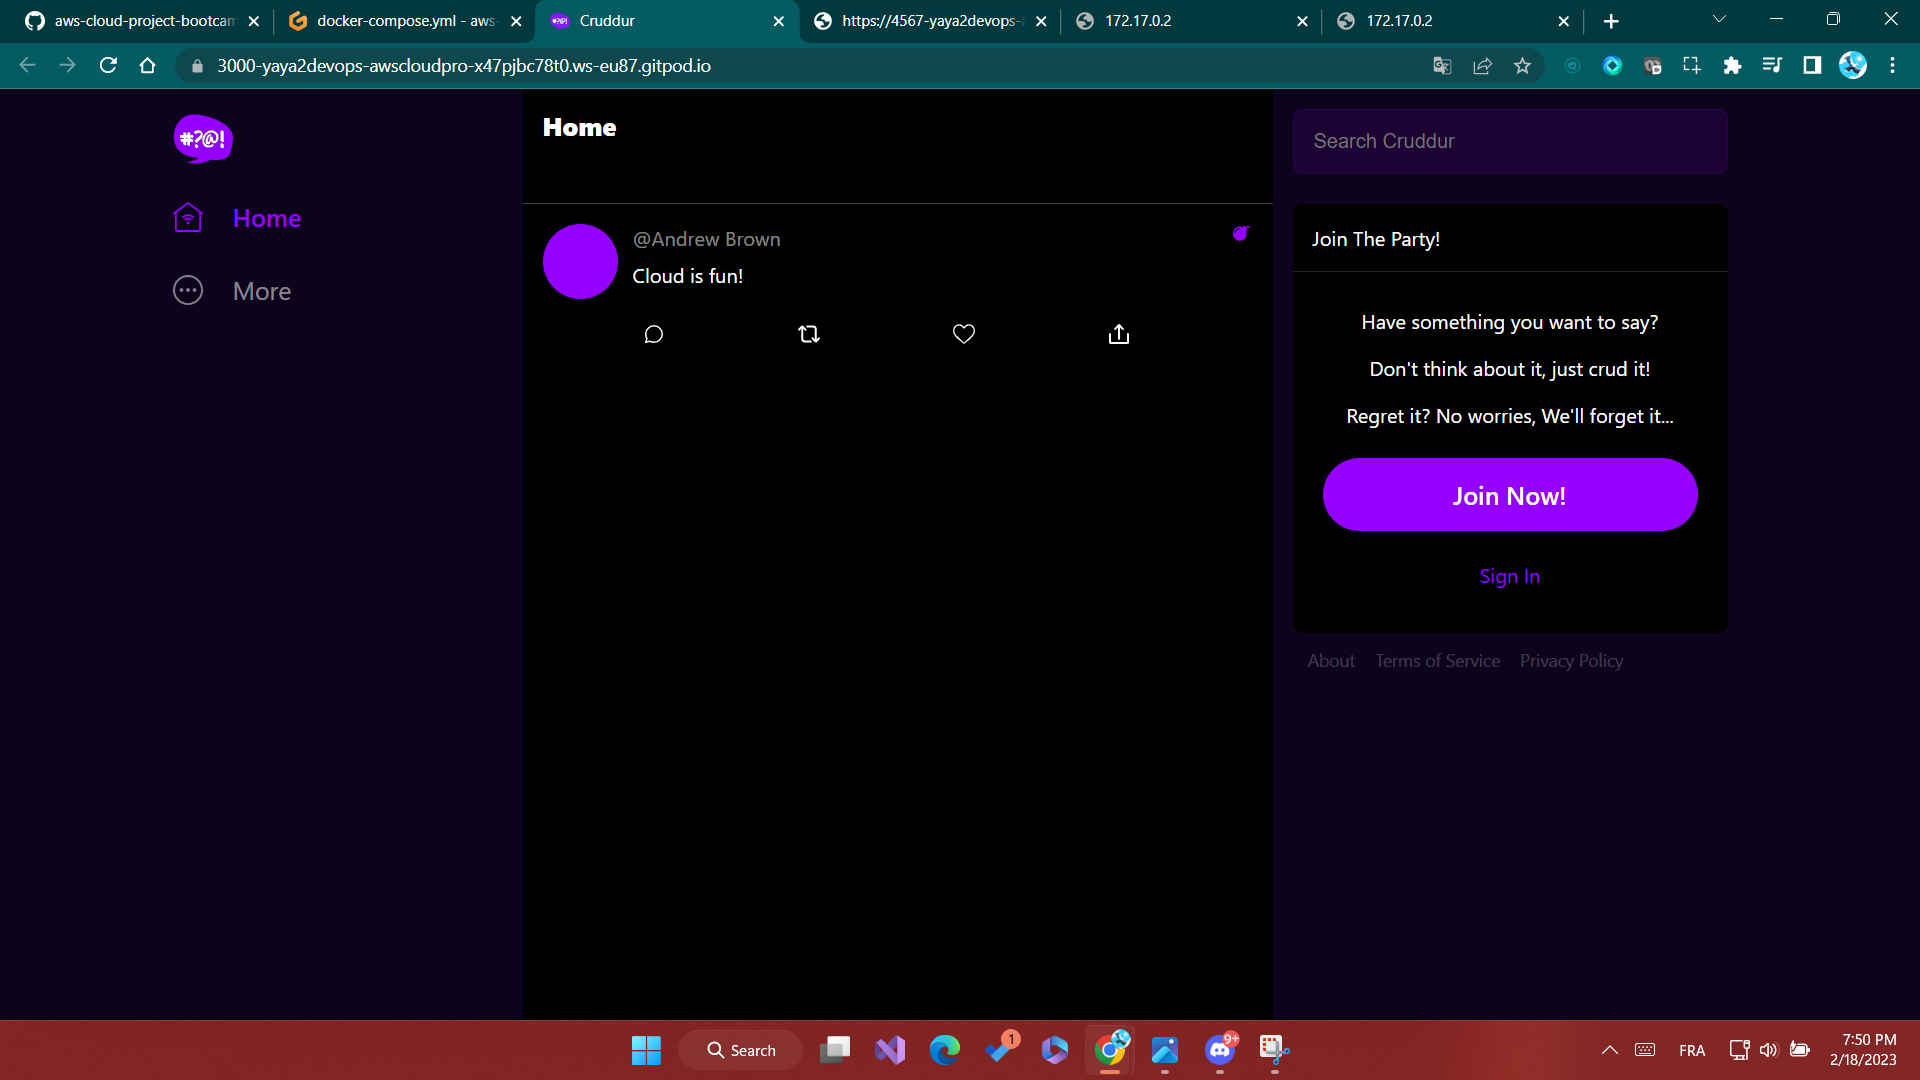 aws-cloud-project-bootcam
docker-compose.yml - aws-
Cruddur
https://4567-yaya2devops-a
172.17.0.2
172.17.0.2
3000-yaya2devops-awscloudpro-x47pjbc78t0.ws-eu87.gitpod.io
#?@!
Home
More
Home
@Andrew Brown
Cloud is fun!
Search Cruddur
Join The Party!
Have something you want to say?
Don't think about it, just crud it!
Regret it? No worries, We'll forget it...
Join Now!
Sign In
About
Terms of Service
Privacy Policy
Search
1
9+
FRA
7:50 PM
2/18/2023